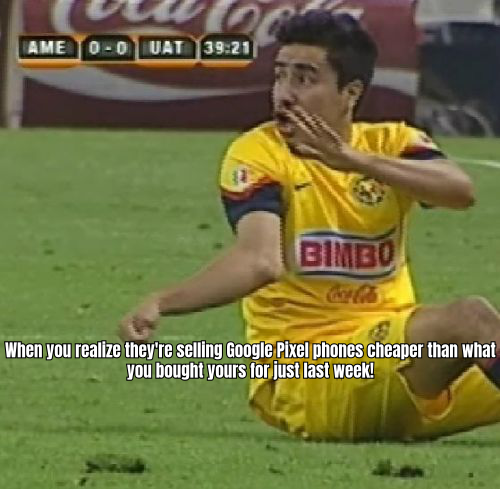 Coca-Cola
AME 0-0 UAT 39:21
BIMBO
Coca-Cola
When you realize they're selling Google Pixel phones cheaper than what
you bought yours for just last week!